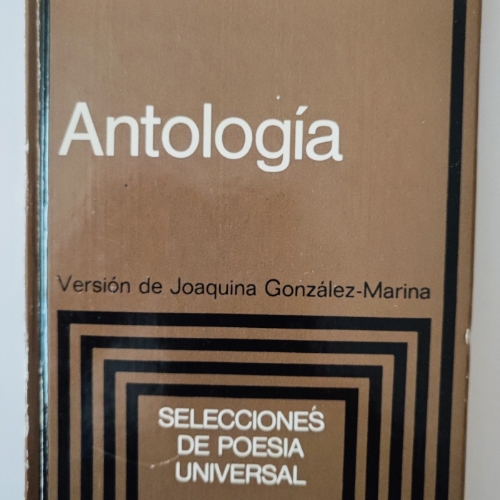 Antología
Versión de Joaquina González-Marina
SELECCIONES
DE POESIA
UNIVERSAL